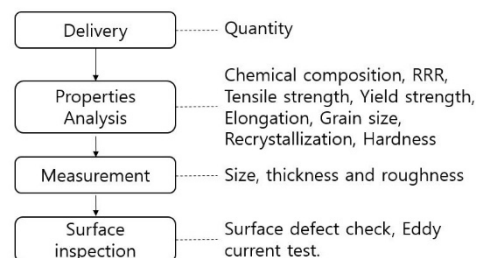 Delivery
Quantity
Properties
Analysis
Chemical composition, RRR,
Tensile strength, Yield strength,
Elongation, Grain size,
Recrystallization, Hardness
Measurement
Size, thickness and roughness
Surface
inspection
Surface defect check, Eddy
current test.